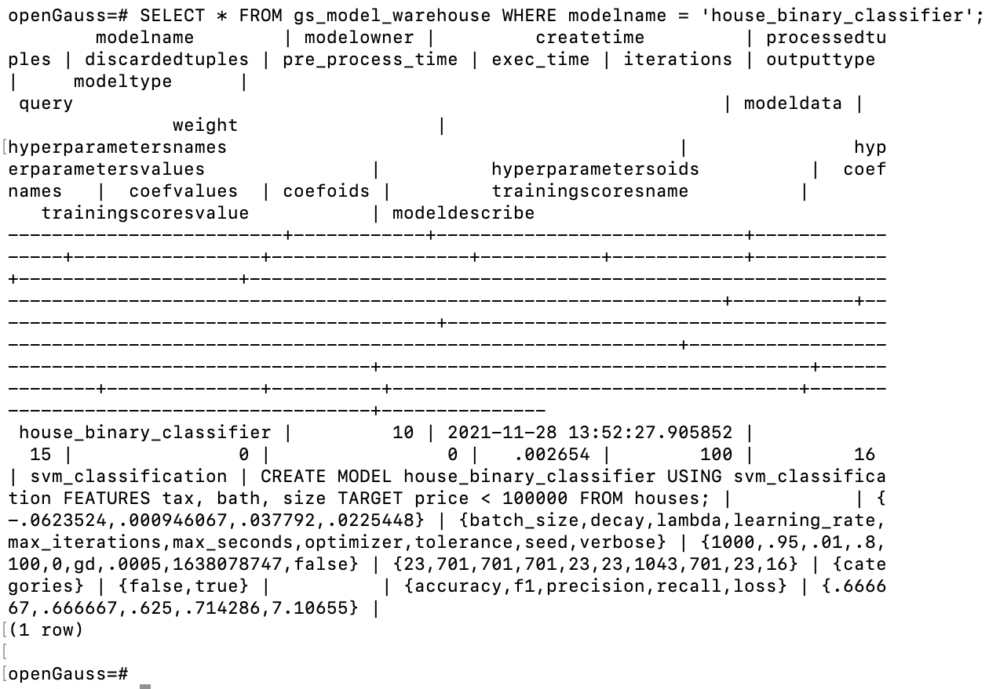 openGauss=# SELECT * FROM gs_model_warehouse WHERE modelname = 'house_binary_classifier';
        modelname        | modelowner |         createtime         | processedtu
ples | discardedtuples | pre_process_time | exec_time | iterations | outputtype
|     modeltype      |
 query                                                           | modeldata |
               weight                  |
[hyperparametersnames                                         |               hyp
erparametersvalues               |          hyperparametersoids          |  coef
names   |  coefvalues  | coefoids |         trainingscoresname          |
   trainingscoresvalue           | modeldescribe
-------------------------+------------+----------------------------+------------
-----+-----------------+------------------+-----------+------------+------------
+--------------------+----------------------------------------------------------
-----------------------------------------------------------------+-----------+--
---------------------------------------+----------------------------------------
-------------------------------------------------------------+------------------
---------------------------------+---------------------------------------+------
--------+--------------+----------+-------------------------------------+-------
---------------------------------+---------------
 house_binary_classifier |         10 | 2021-11-28 13:52:27.905852 |
  15 |               0 |                0 |   .002654 |        100 |         16
| svm_classification | CREATE MODEL house_binary_classifier USING svm_classifica
tion FEATURES tax, bath, size TARGET price < 100000 FROM houses; |           | {
-.0623524,.000946067,.037792,.0225448} | {batch_size,decay,lambda,learning_rate,
max_iterations,max_seconds,optimizer,tolerance,seed,verbose} | {1000,.95,.01,.8,
100,0,gd,.0005,1638078747,false} | {23,701,701,701,23,23,1043,701,23,16} | {cate
gories} | {false,true} |          | {accuracy,f1,precision,recall,loss} | {.6666
67,.666667,.625,.714286,7.10655} |
[(1 row)
[
[openGauss=#